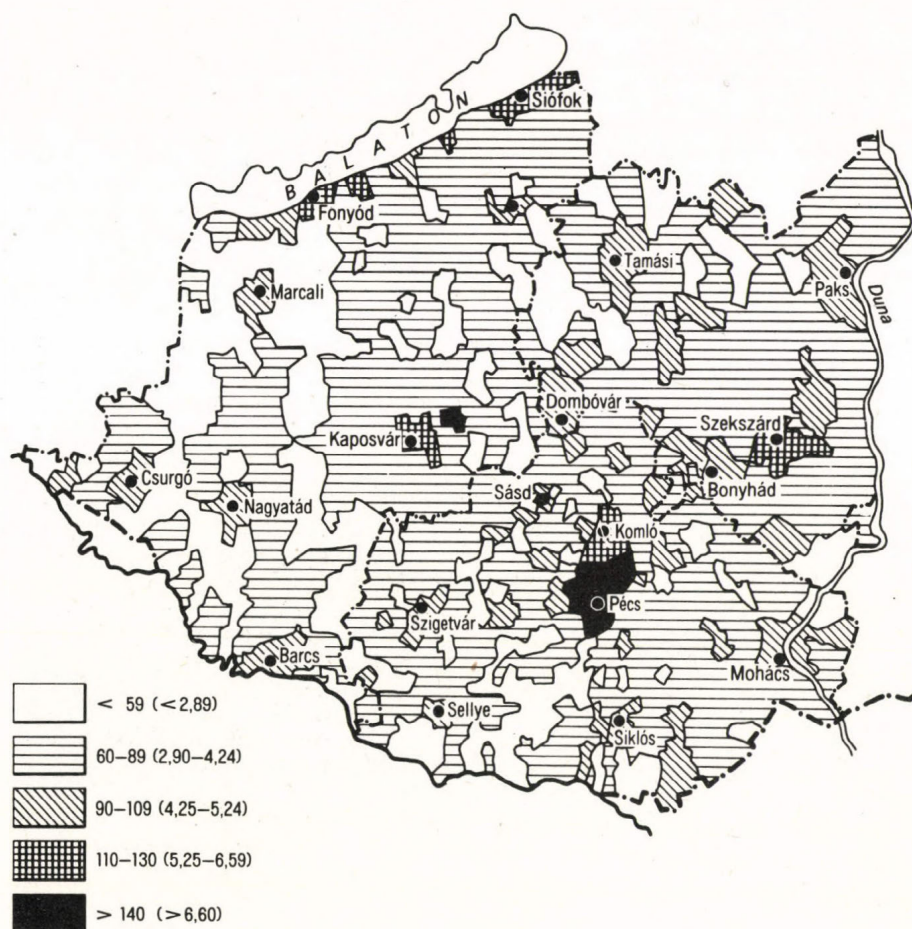 BALATON
Siófok
Fonyód
Tamási
Marcali
Paks
Duna
Dombóvár
Szekszárd
Kaposvár
Csurgó
Nagyatád
Sásd
Bonyhád
Komló
Pécs
Szigetvár
Barcs
Mohács
Sellye
Siklós
< 59 (<2,89)
60–89 (2,90–4,24)
90–109 (4,25–5,24)
110–130 (5,25–6,59)
> 140 (>6,60)